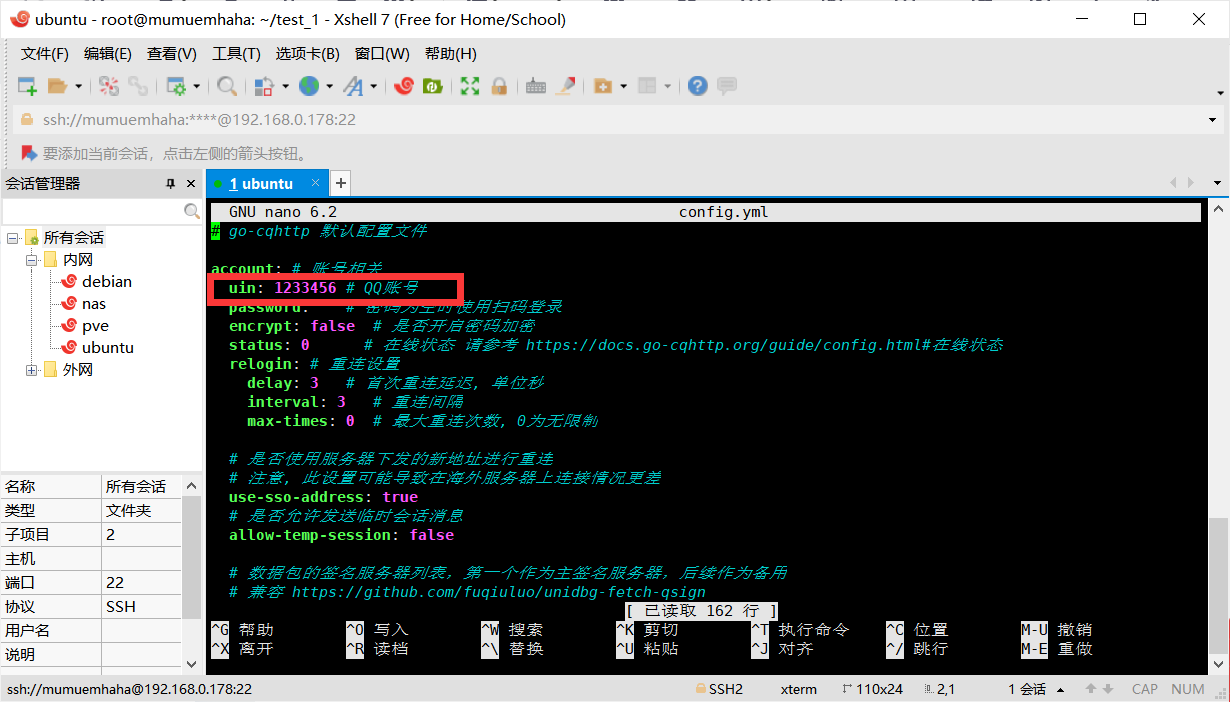 ubuntu - root@mumuemhaha: ~/test_1 - Xshell 7 (Free for Home/School)
文件(F) 编辑(E) 查看(V) 工具(T) 选项卡(B) 窗口(W) 帮助(H)
ssh://mumuemhaha:****@192.168.0.178:22
要添加当前会话，点击左侧的箭头按钮。
会话管理器
1 ubuntu
所有会话
内网
debian
nas
pve
ubuntu
外网
名称 所有会话
类型 文件夹
子项目 2
主机
端口 22
协议 SSH
用户名
说明
GNU nano 6.2 config.yml
# go-cqhttp 默认配置文件
account: # 账号相关
uin: 1233456 # QQ账号
password: # 密码为空时使用扫码登录
encrypt: false # 是否开启密码加密
status: 0 # 在线状态 请参考 https://docs.go-cqhttp.org/guide/config.html#在线状态
relogin: # 重连设置
delay: 3 # 首次重连延迟, 单位秒
interval: 3 # 重连间隔
max-times: 0 # 最大重连次数, 0为无限制
# 是否使用服务器下发的新地址进行重连
# 注意, 此设置可能导致在海外服务器上连接情况更差
use-sso-address: true
# 是否允许发送临时会话消息
allow-temp-session: false
# 数据包的签名服务器列表，第一个作为主签名服务器，后续作为备用
# 兼容 https://github.com/fuqiuluo/unidbg-fetch-qsign
[ 已读取 162 行 ]
^G 帮助 ^O 写入 ^W 搜索 ^K 剪切 ^T 执行命令 ^C 位置 M-U 撤销
^X 离开 ^R 读档 ^\ 替换 ^U 粘贴 ^J 对齐 ^/ 跳行 M-E 重做
ssh://mumuemhaha@192.168.0.178:22 SSH2 xterm 110x24 2,1 1 会话 CAP NUM